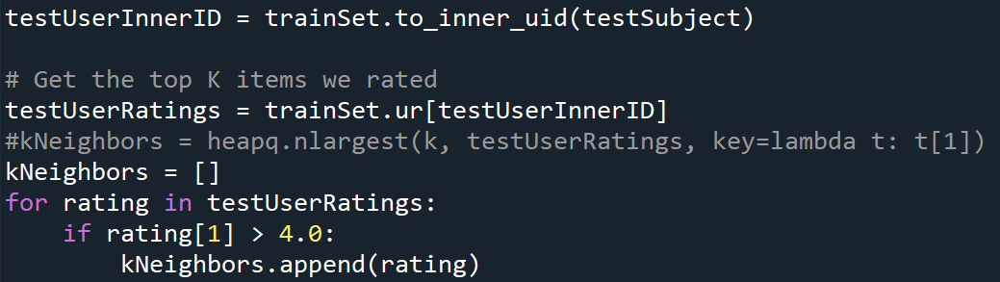 testUserInnerID = trainSet.to_inner_uid(testSubject)
# Get the top K items we rated
testUserRatings = trainSet.ur[testUserInnerID]
#kNeighbors = heapq.nlargest(k, testUserRatings, key=lambda t: t[1])
kNeighbors = []
for rating in testUserRatings:
    if rating[1] > 4.0:
        kNeighbors.append(rating)